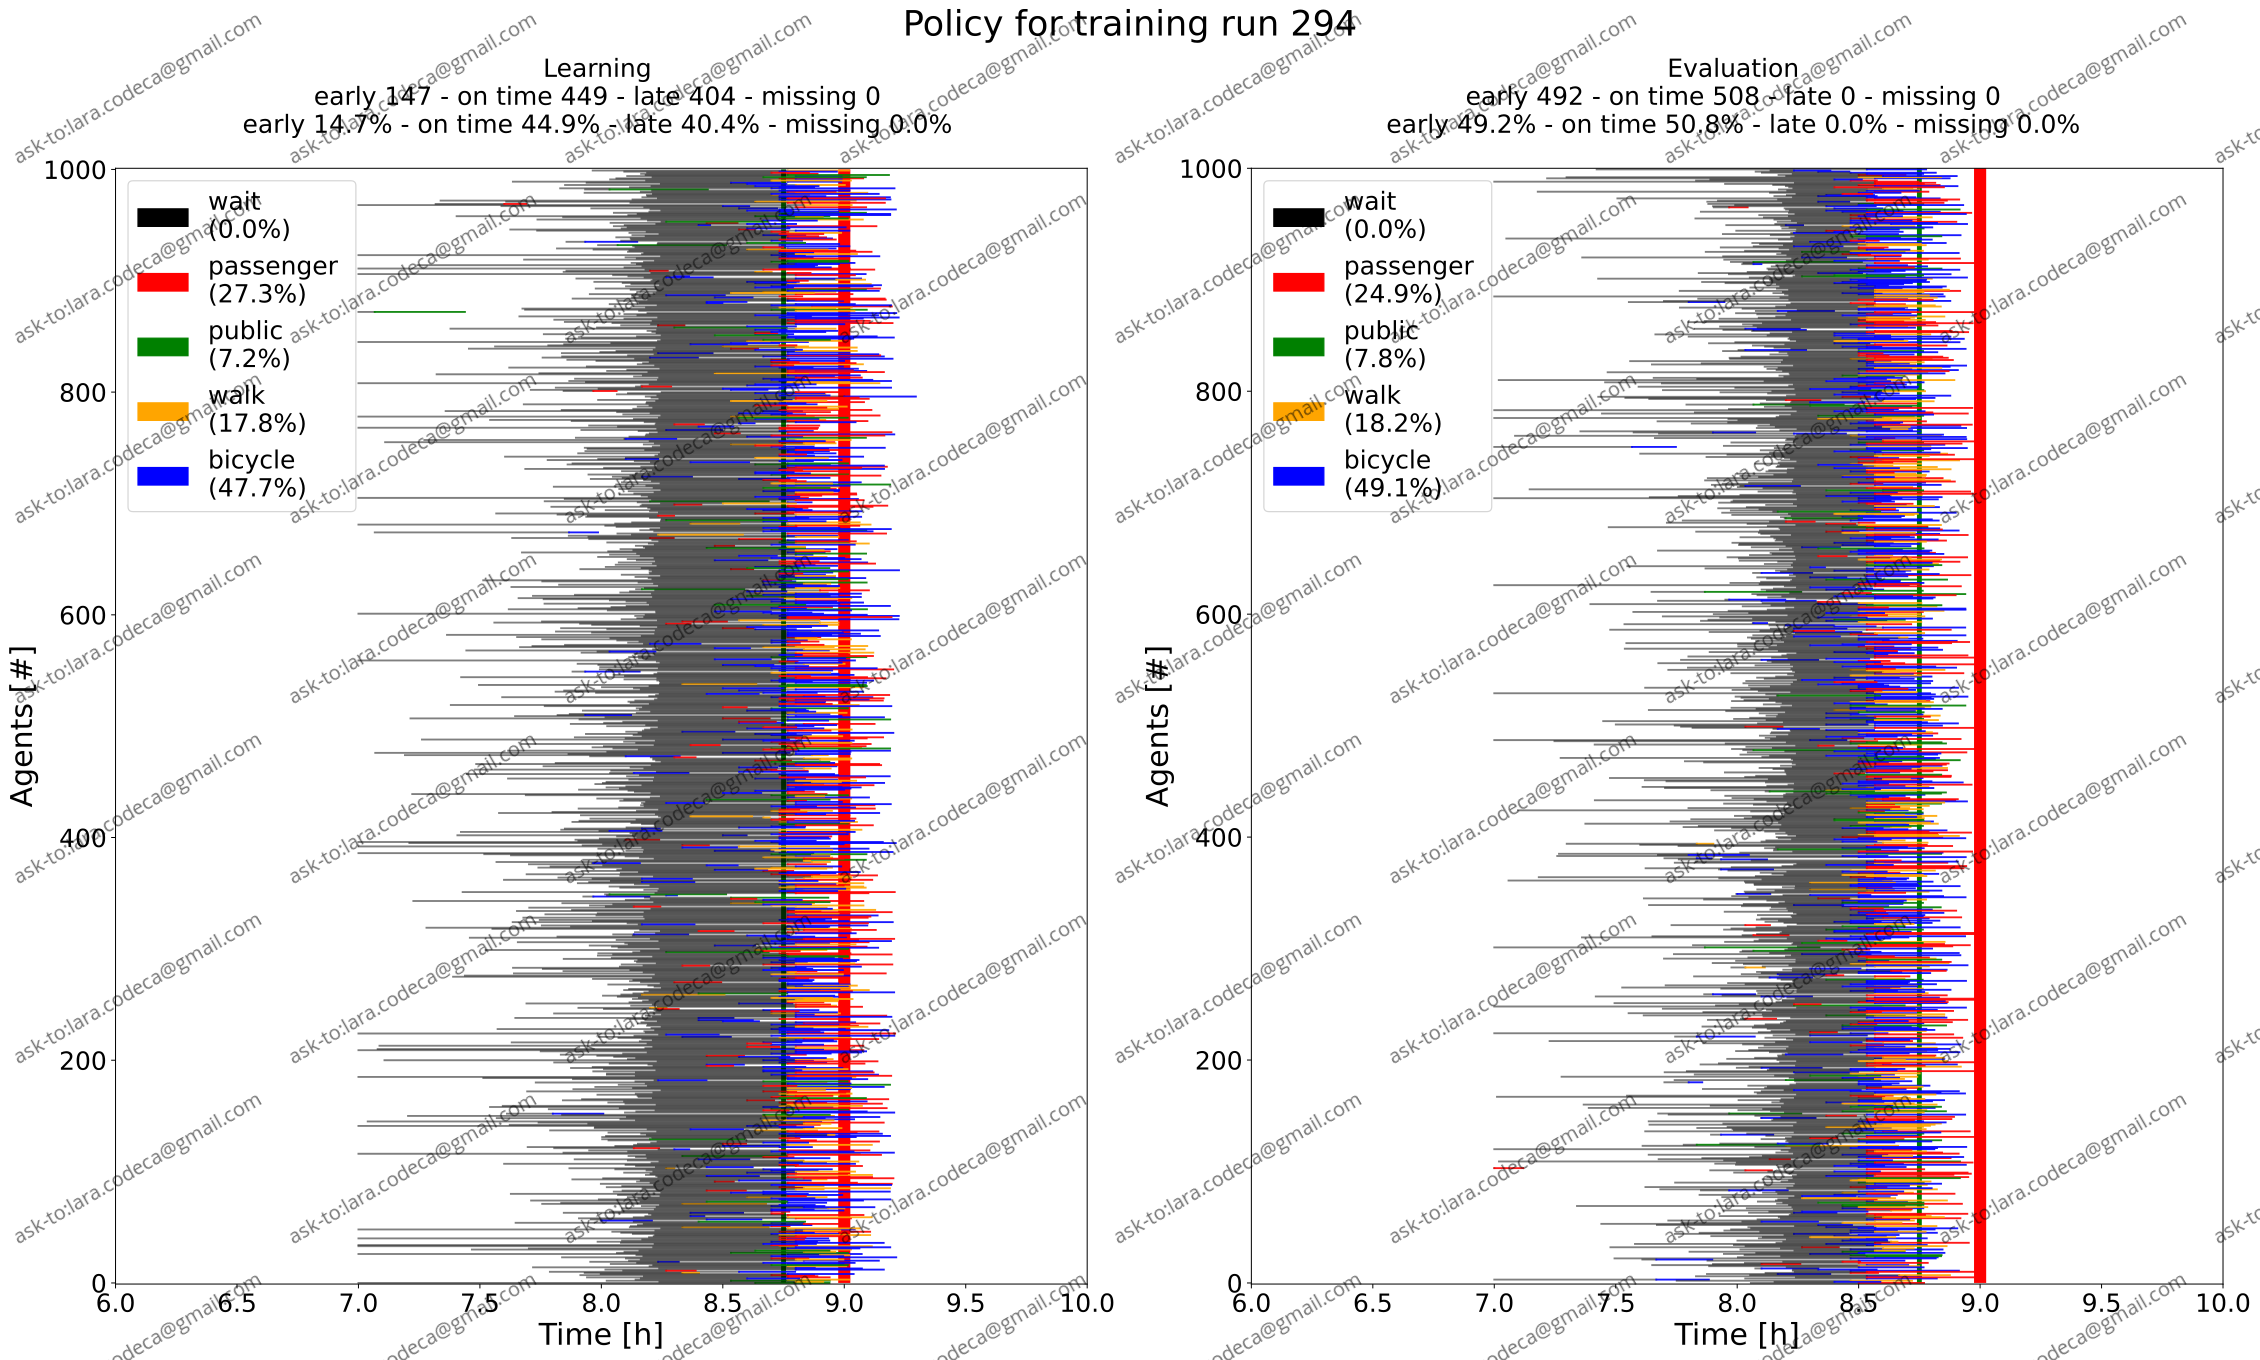 Policy for training run 294
Learning
early 147 - on time 449 - late 404 - missing 0
early 14.7% - on time 44.9% - late 40.4% - missing 0.0%
1000
800
600
400
200
0
Agents [#]
wait
(0.0%)
passenger
(27.3%)
public
(7.2%)
walk
(17.8%)
bicycle
(47.7%)
6.0 6.5 7.0 7.5 8.0 8.5 9.0 9.5 10.0
Time [h]
Evaluation
early 492 - on time 508 - late 0 - missing 0
early 49.2% - on time 50.8% - late 0.0% - missing 0.0%
1000
800
600
400
200
0
Agents [#]
wait
(0.0%)
passenger
(24.9%)
public
(7.8%)
walk
(18.2%)
bicycle
(49.1%)
6.0 6.5 7.0 7.5 8.0 8.5 9.0 9.5 10.0
Time [h]
ask-to:lara.codeca@gmail.com